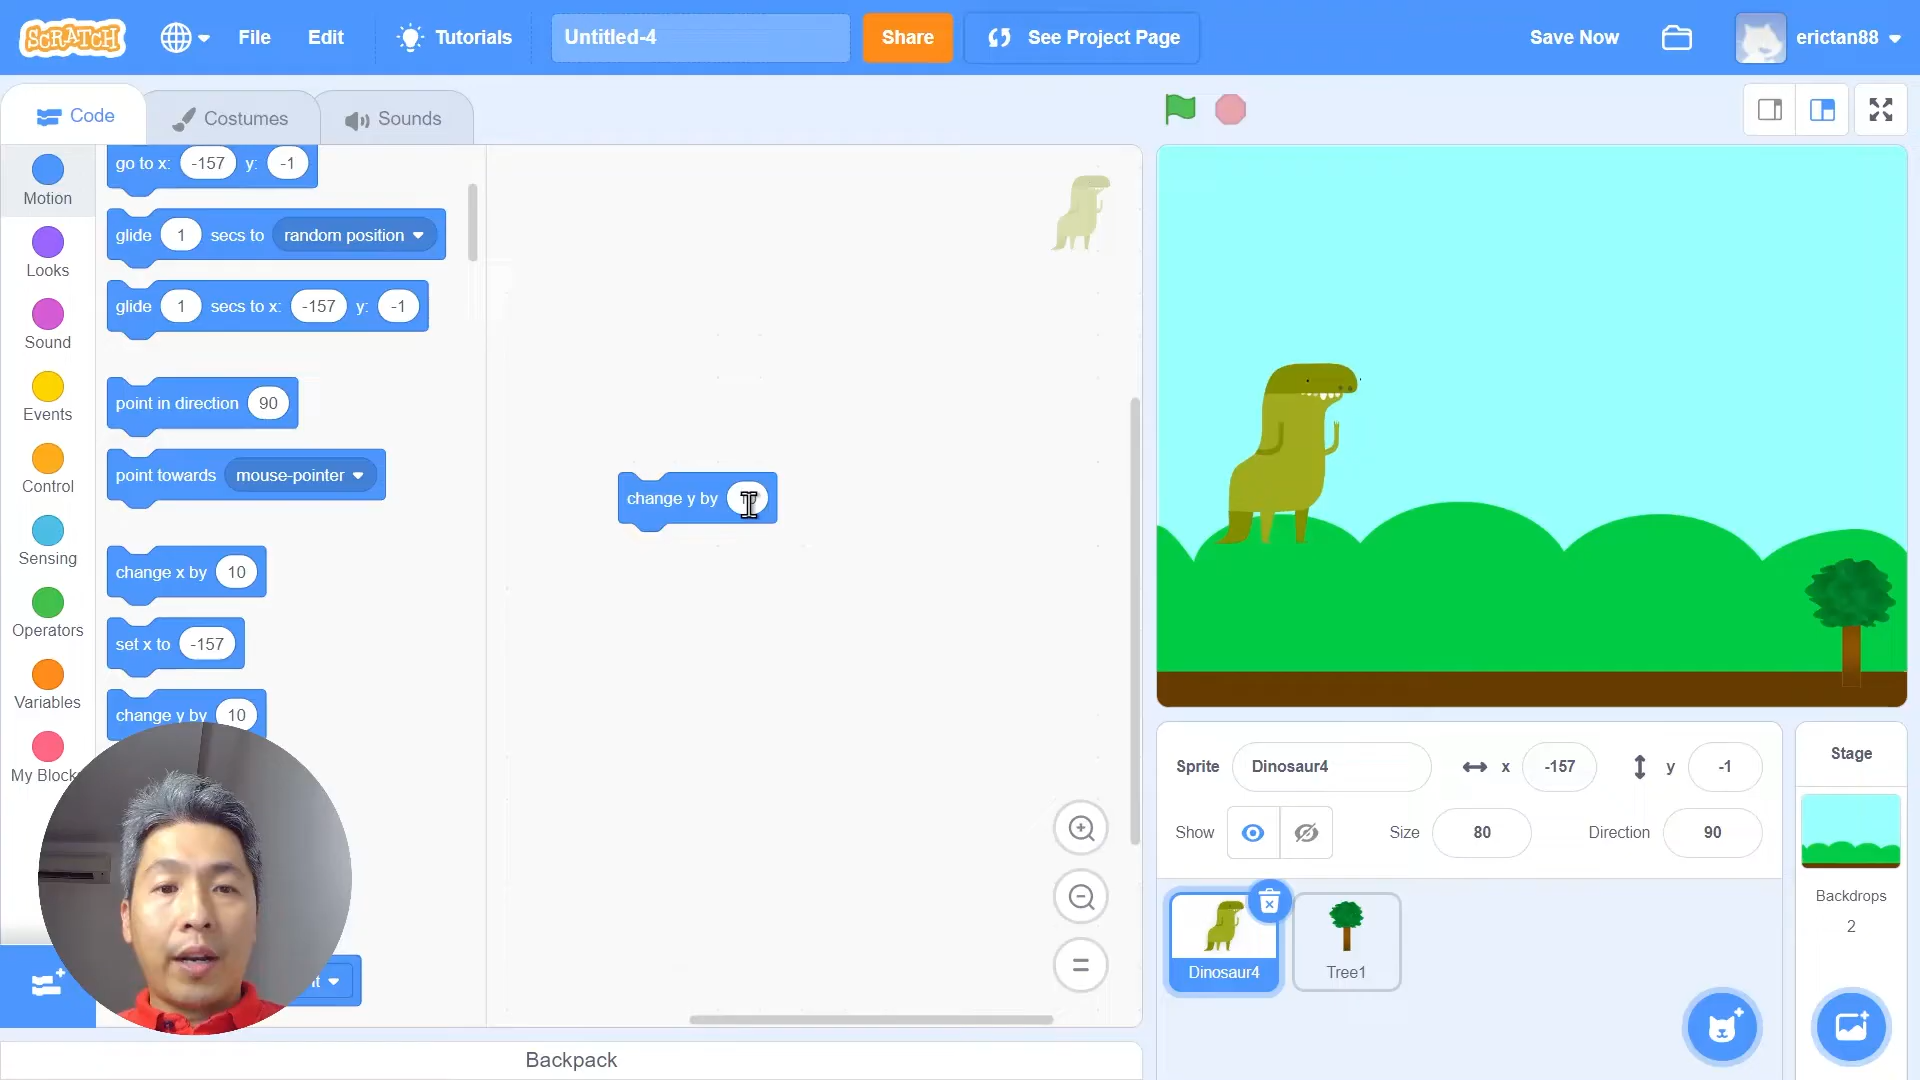 SCRATCH
File
Edit
Tutorials
Untitled-4
Share
See Project Page
Save Now
erictan88
Code
Costumes
Sounds
Motion
Looks
Sound
Events
Control
Sensing
Operators
Variables
go to x: -157 y: -1
glide 1 secs to random position
glide 1 secs to x: -157 y: -1
point in direction 90
point towards mouse-pointer
change x by 10
set x to -157
change y by 10
change y by
Sprite Dinosaur4 x -157 y -1
Show Size 80 Direction 90
Dinosaur4
Tree1
Stage
Backdrops
2
Backpack